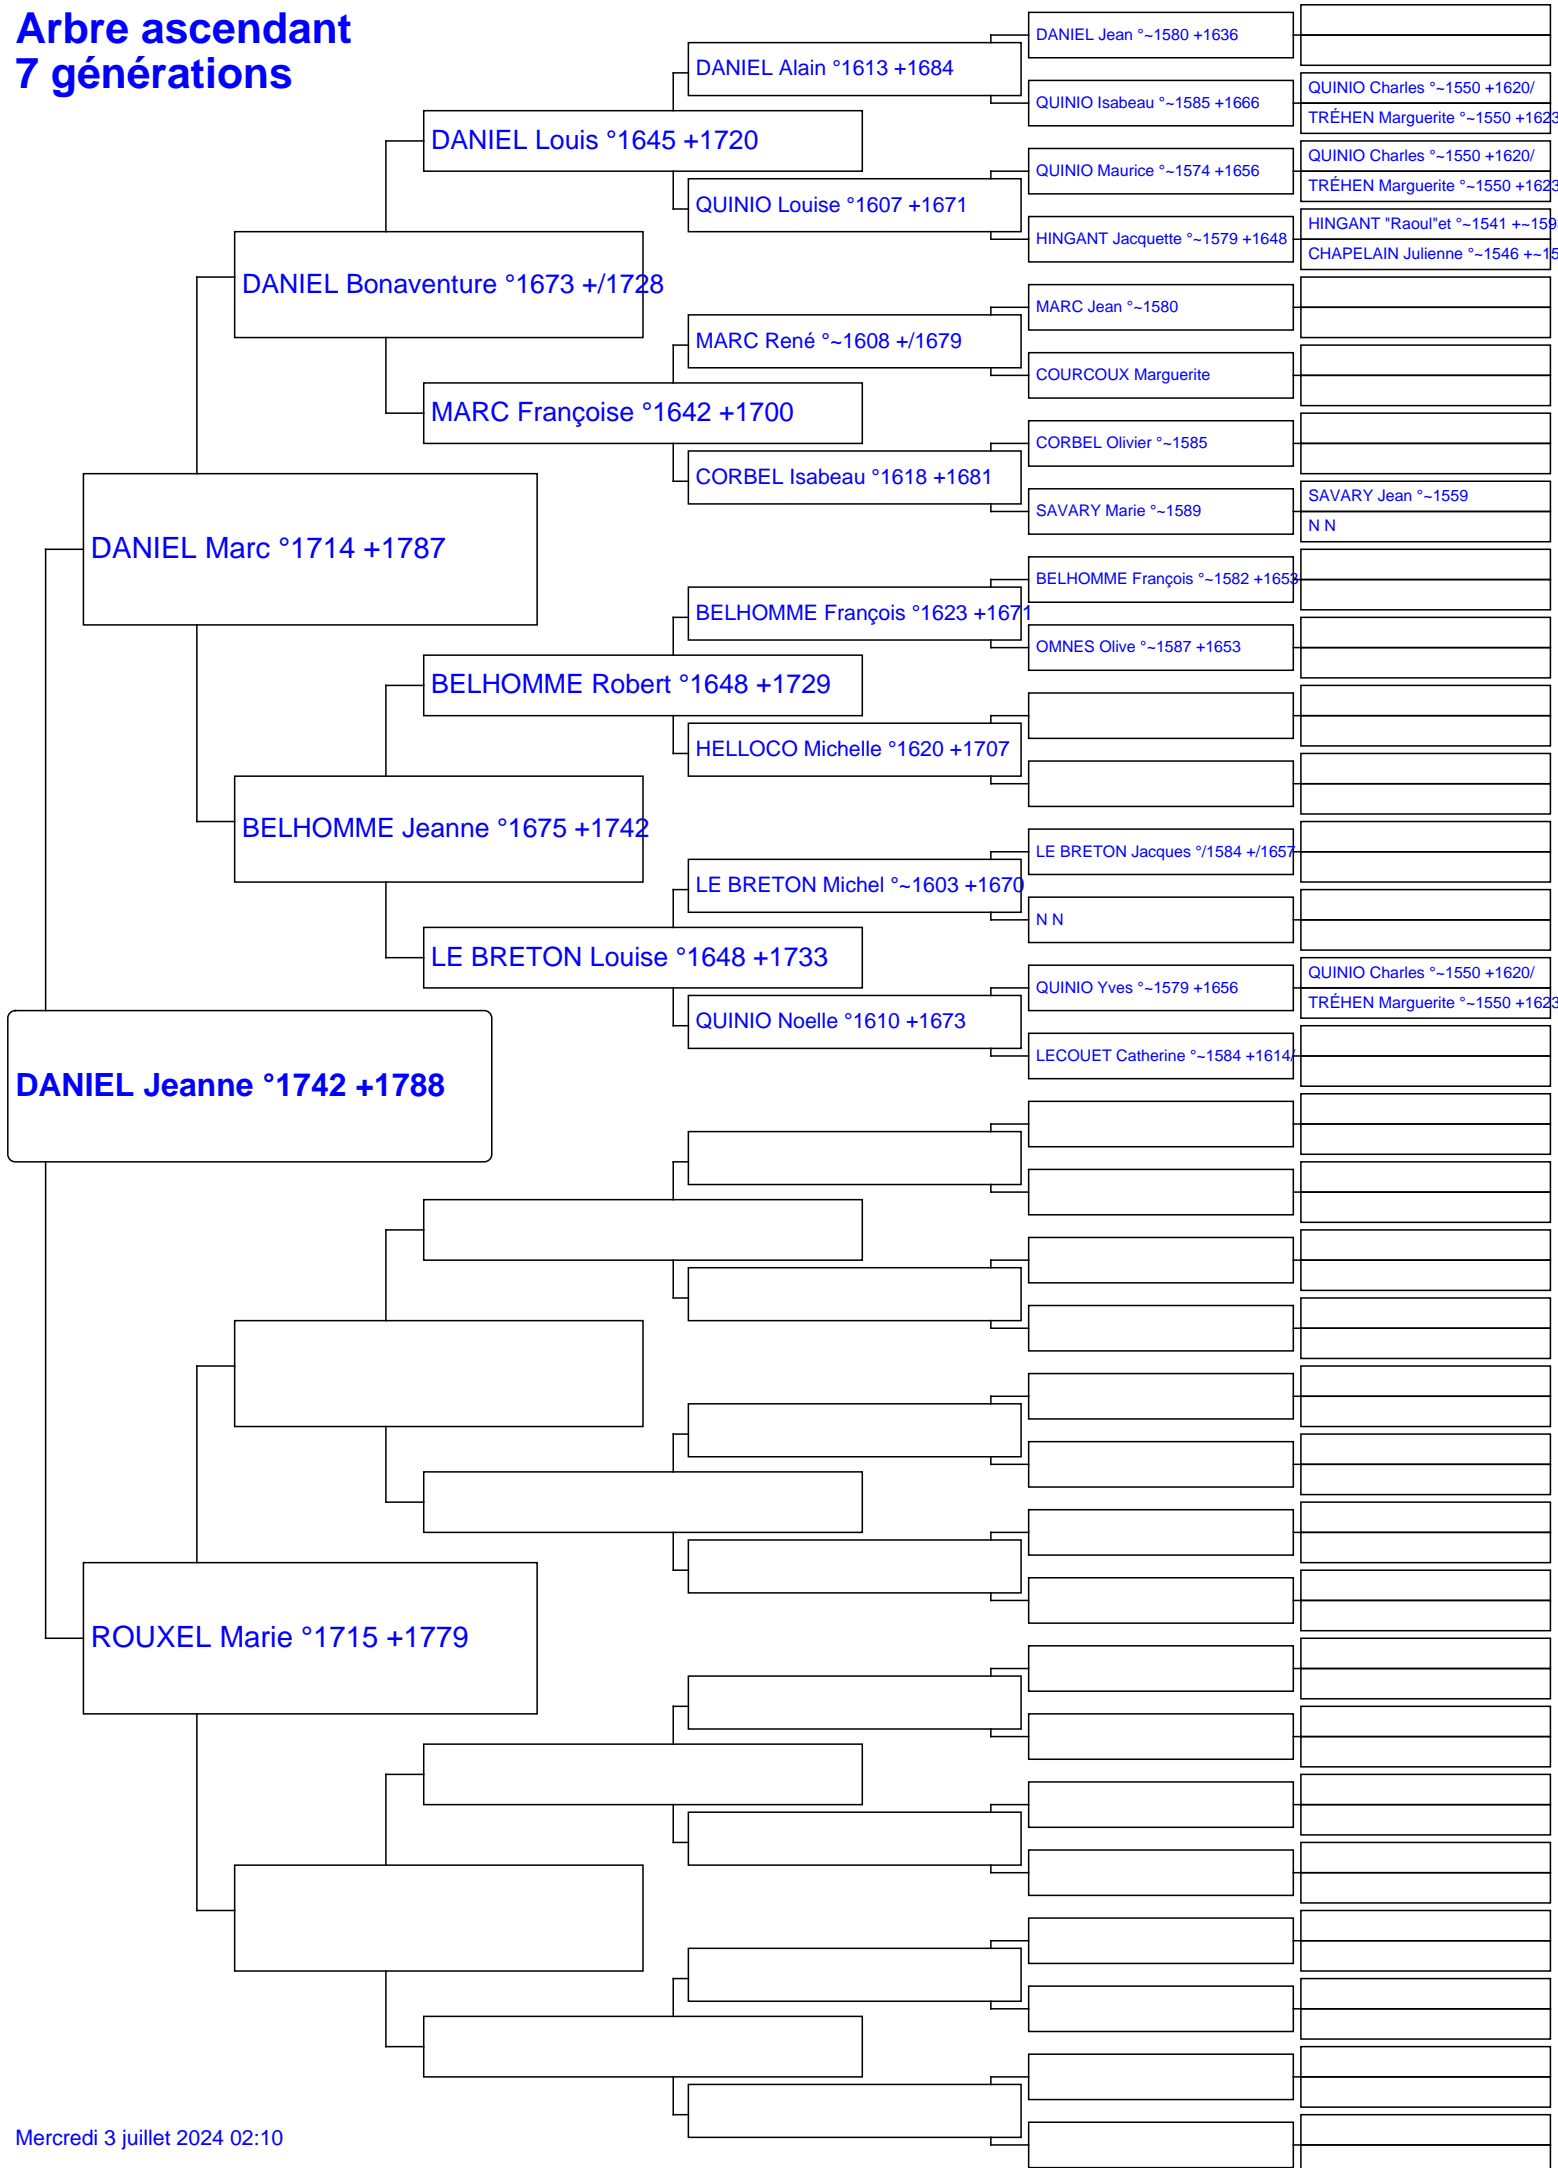 Arbre ascendant
7 générations
DANIEL Jean °~1580 +1636
DANIEL Alain °1613 +1684
QUINIO Charles °~1550 +1620/
QUINIO Isabeau °~1585 +1666
TRÉHEN Marguerite °~1550 +1623
DANIEL Louis °1645 +1720
QUINIO Charles °~1550 +1620/
QUINIO Maurice °~1574 +1656
TRÉHEN Marguerite °~1550 +1623
QUINIO Louise °1607 +1671
HINGANT "Raoul"et °~1541 +~159
HINGANT Jacquette °~1579 +1648
CHAPELAIN Julienne °~1546 +~15
DANIEL Bonaventure °1673 +/1728
MARC Jean °~1580
MARC René °~1608 +/1679
COURCOUX Marguerite
MARC Françoise °1642 +1700
CORBEL Olivier °~1585
CORBEL Isabeau °1618 +1681
SAVARY Jean °~1559
SAVARY Marie °~1589
N N
DANIEL Marc °1714 +1787
BELHOMME François °~1582 +1653
BELHOMME François °1623 +1671
OMNES Olive °~1587 +1653
BELHOMME Robert °1648 +1729
HELLOCO Michelle °1620 +1707
BELHOMME Jeanne °1675 +1742
LE BRETON Jacques °/1584 +/1657
LE BRETON Michel °~1603 +1670
N N
LE BRETON Louise °1648 +1733
QUINIO Charles °~1550 +1620/
QUINIO Yves °~1579 +1656
TRÉHEN Marguerite °~1550 +1623
QUINIO Noelle °1610 +1673
LECOUET Catherine °~1584 +1614/
DANIEL Jeanne °1742 +1788
ROUXEL Marie °1715 +1779
Mercredi 3 juillet 2024 02:10